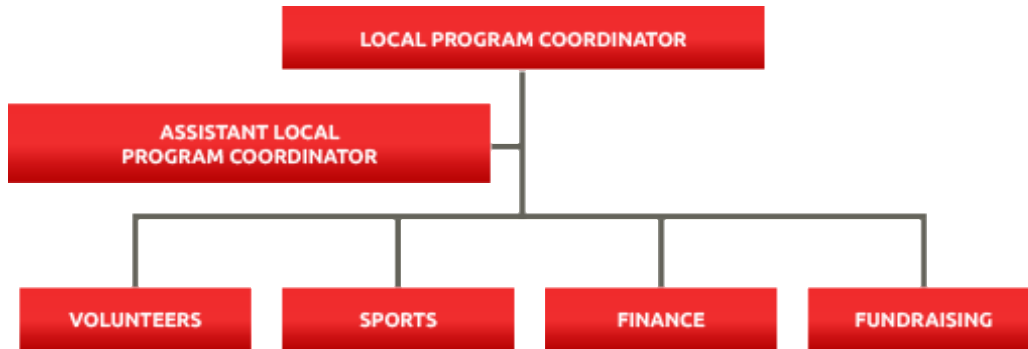 LOCAL PROGRAM COORDINATOR
ASSISTANT LOCAL
PROGRAM COORDINATOR
VOLUNTEERS
SPORTS
FINANCE
FUNDRAISING